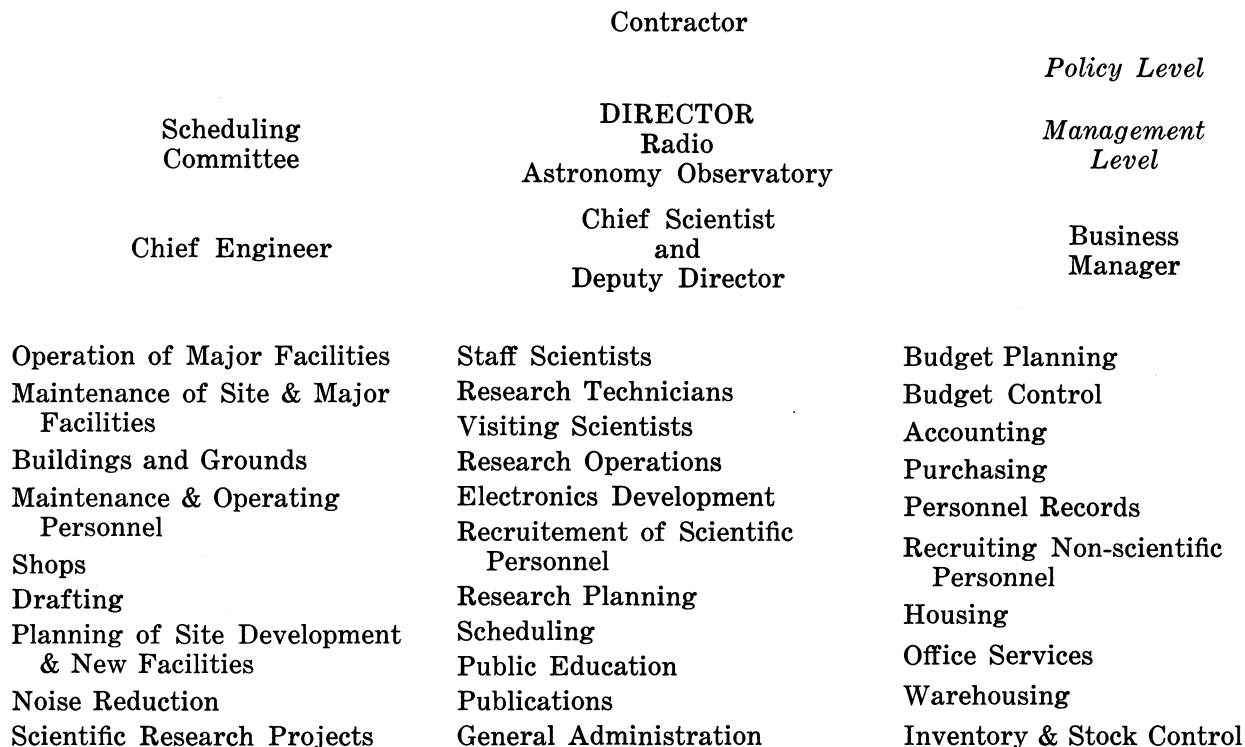 Contractor
Policy Level
Scheduling
Committee
DIRECTOR
Radio
Astronomy Observatory
Management
Level
Chief Engineer
Chief Scientist
and
Deputy Director
Business
Manager
Operation of Major Facilities
Maintenance of Site & Major
Facilities
Buildings and Grounds
Maintenance & Operating
Personnel
Shops
Drafting
Planning of Site Development
& New Facilities
Noise Reduction
Scientific Research Projects
Staff Scientists
Research Technicians
Visiting Scientists
Research Operations
Electronics Development
Recruitement of Scientific
Personnel
Research Planning
Scheduling
Public Education
Publications
General Administration
Budget Planning
Budget Control
Accounting
Purchasing
Personnel Records
Recruiting Non-scientific
Personnel
Housing
Office Services
Warehousing
Inventory & Stock Control